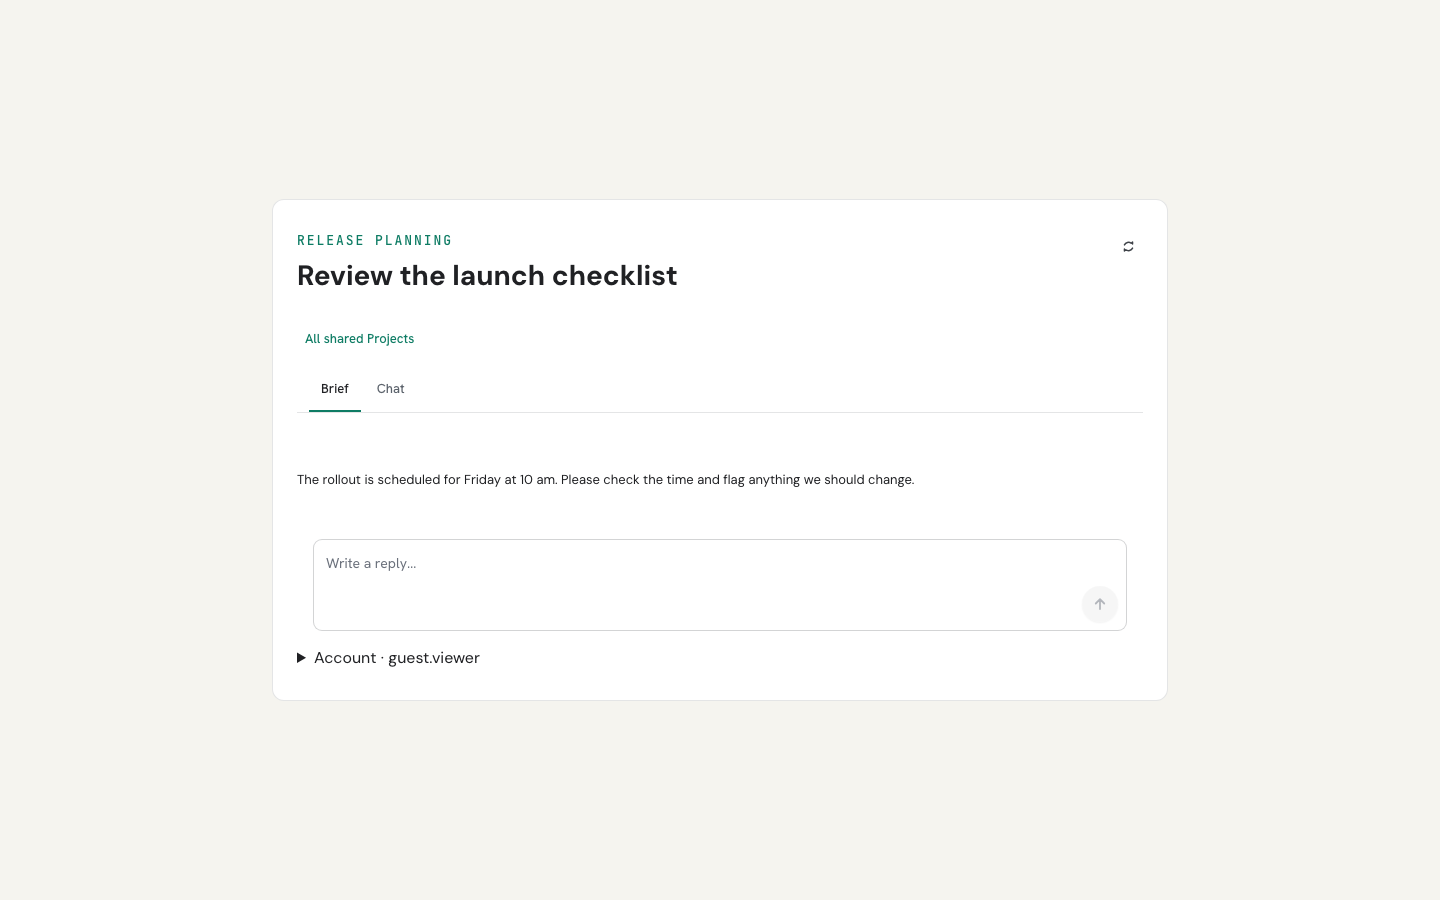 RELEASE PLANNING
Review the launch checklist
All shared Projects
Brief Chat
The rollout is scheduled for Friday at 10 am. Please check the time and flag anything we should change.
Write a reply...
Account · guest.viewer